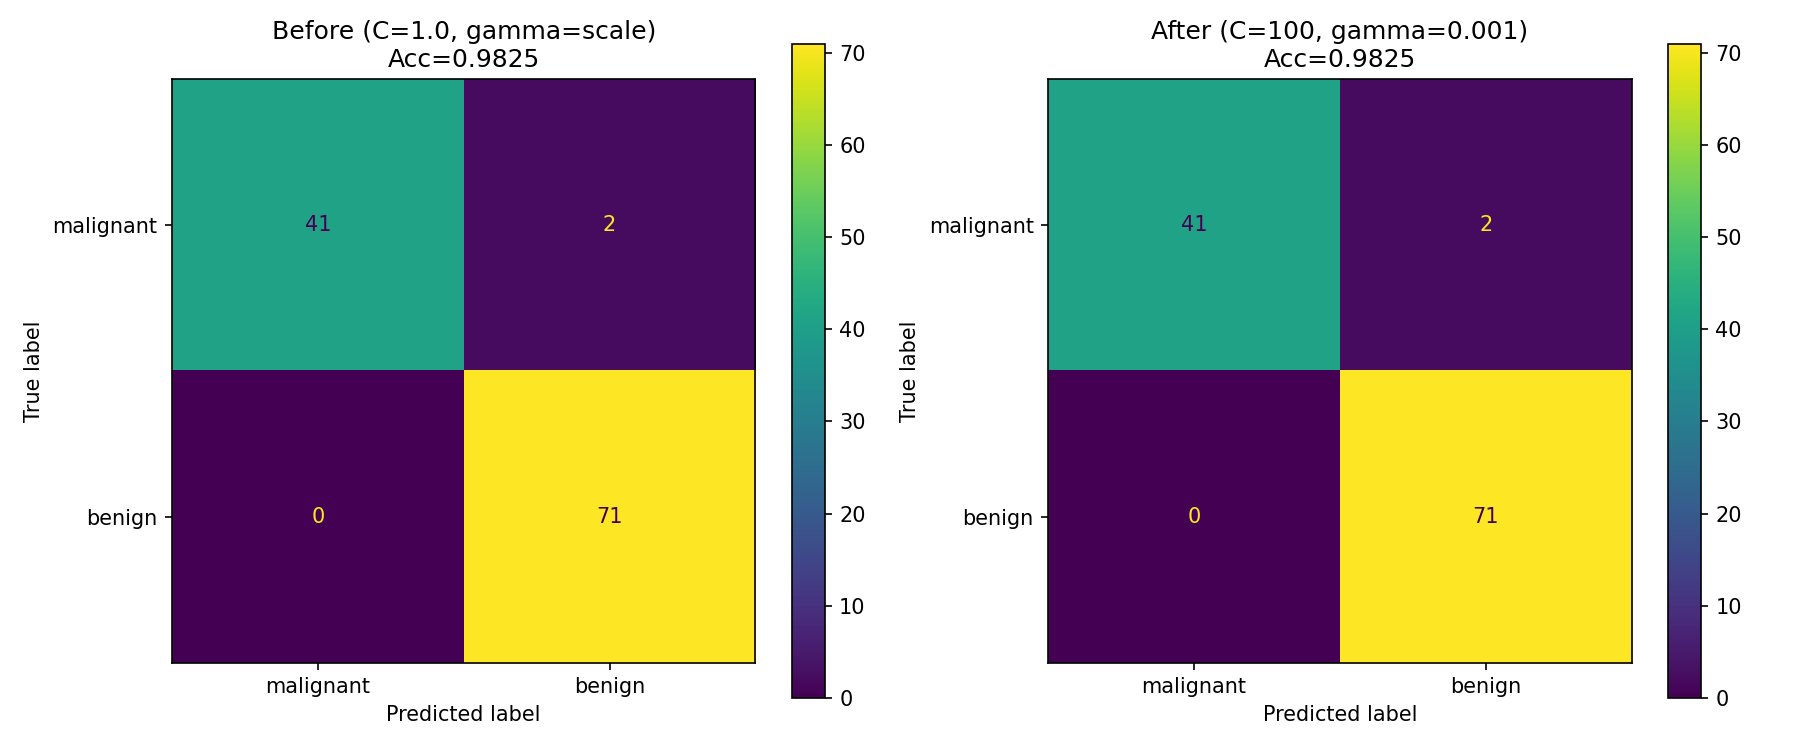 Before (C=1.0, gamma=scale)
Acc=0.9825
malignant
benign
True label
41
2
0
71
malignant
benign
Predicted label
70
60
50
40
30
20
10
0
After (C=100, gamma=0.001)
Acc=0.9825
malignant
benign
True label
41
2
0
71
malignant
benign
Predicted label
70
60
50
40
30
20
10
0